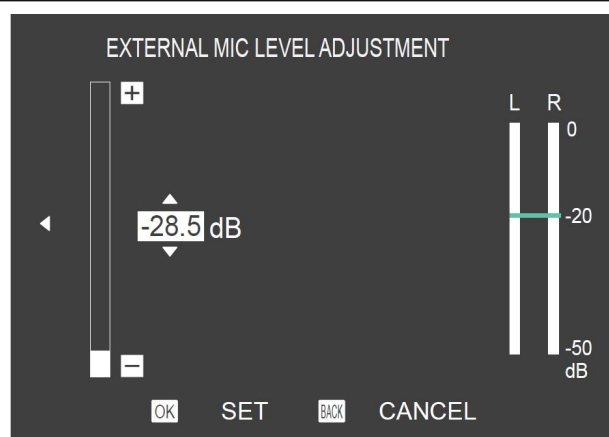 EXTERNAL MIC LEVEL ADJUSTMENT
+
L R
0
-20
-28.5 dB
-50
dB
−
OK SET BACK CANCEL